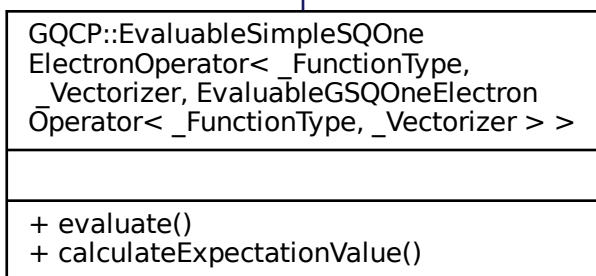 GQCP::EvaluableSimpleSQOne
ElectronOperator< _FunctionType,
_Vectorizer, EvaluableGSQOneElectron
Operator< _FunctionType, _Vectorizer > >
+ evaluate()
+ calculateExpectationValue()